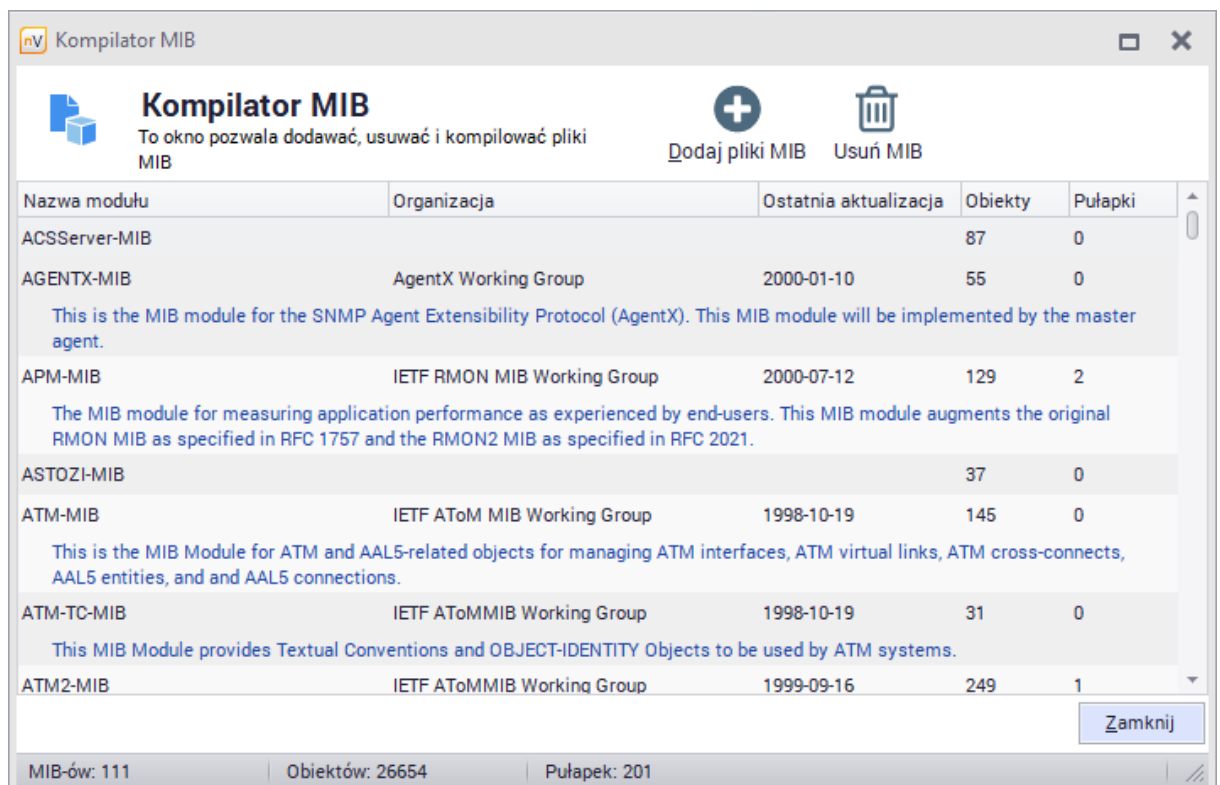 nV Kompilator MIB
Kompilator MIB
To okno pozwala dodawać, usuwać i kompilować pliki
MIB
Dodaj pliki MIB Usuń MIB
Nazwa modułu Organizacja Ostatnia aktualizacja Obiekty Pułapki
ACSServer-MIB 87 0
AGENTX-MIB AgentX Working Group 2000-01-10 55 0
This is the MIB module for the SNMP Agent Extensibility Protocol (AgentX). This MIB module will be implemented by the master
agent.
APM-MIB IETF RMON MIB Working Group 2000-07-12 129 2
The MIB module for measuring application performance as experienced by end-users. This MIB module augments the original
RMON MIB as specified in RFC 1757 and the RMON2 MIB as specified in RFC 2021.
ASTOZI-MIB 37 0
ATM-MIB IETF AToM MIB Working Group 1998-10-19 145 0
This is the MIB Module for ATM and AAL5-related objects for managing ATM interfaces, ATM virtual links, ATM cross-connects,
AAL5 entities, and and AAL5 connections.
ATM-TC-MIB IETF AToMMIB Working Group 1998-10-19 31 0
This MIB Module provides Textual Conventions and OBJECT-IDENTITY Objects to be used by ATM systems.
ATM2-MIB IETF AToMMIB Working Group 1999-09-16 249 1
Zamknij
MIB-ów: 111 Obiektów: 26654 Pułapek: 201